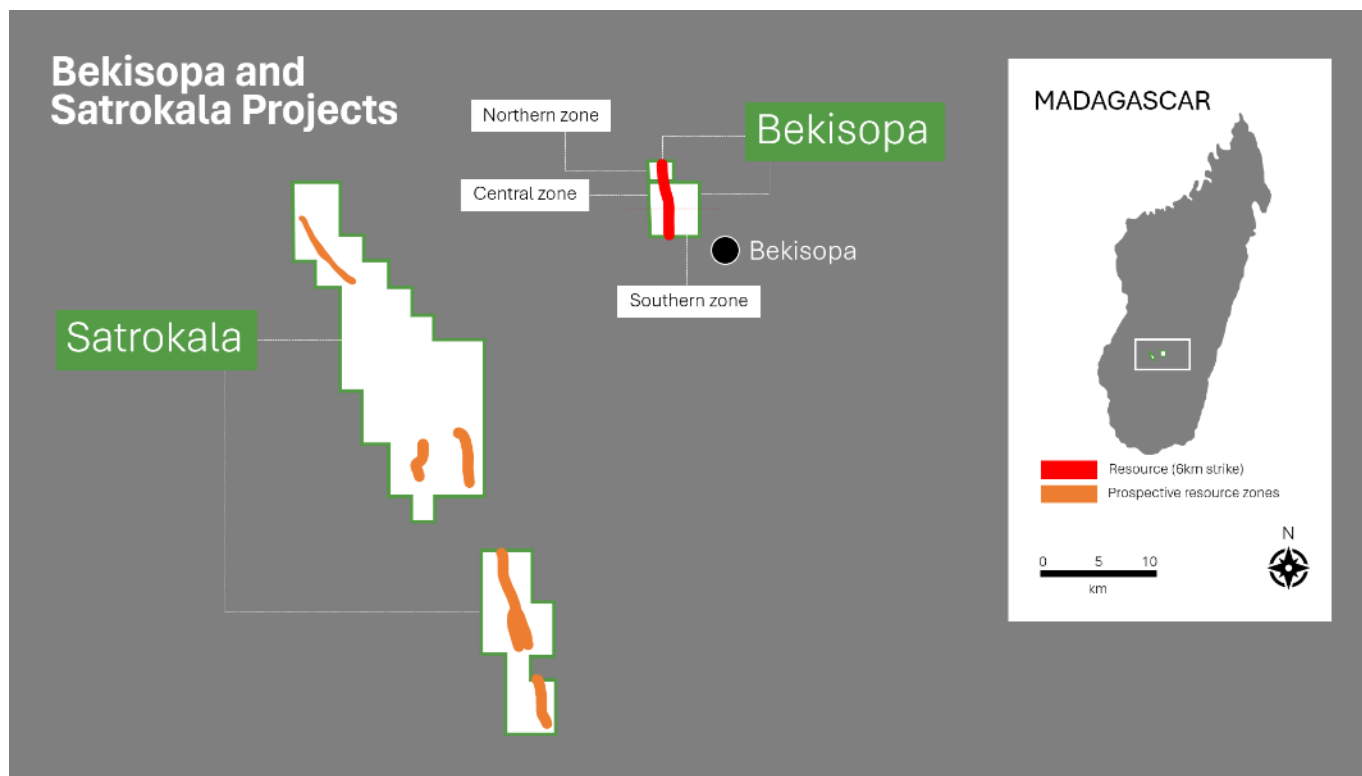 Bekisopa and
Satrokala Projects
Northern zone
Bekisopa
Central zone
Bekisopa
Southern zone
Satrokala
MADAGASCAR
Resource (6km strike)
Prospective resource zones
N
0 5 10
km